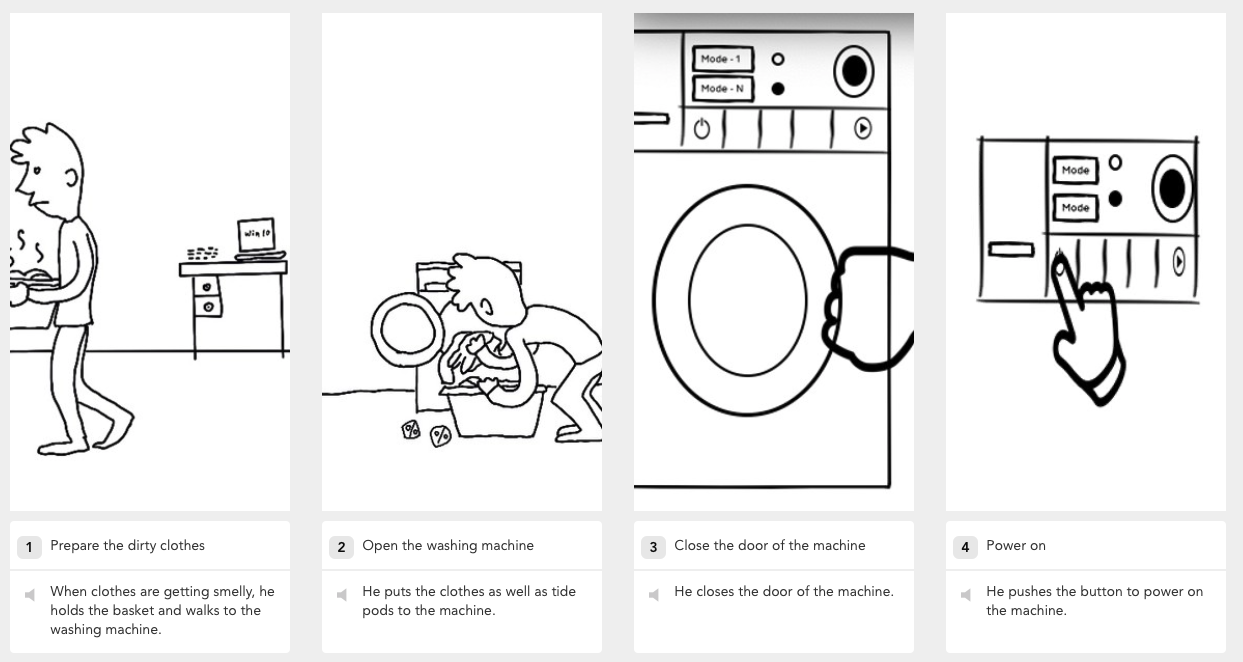 Win 10
Mode - 1
Mode - N
Mode
Mode
1 Prepare the dirty clothes
When clothes are getting smelly, he
holds the basket and walks to the
washing machine.
2 Open the washing machine
He puts the clothes as well as tide
pods to the machine.
3 Close the door of the machine
He closes the door of the machine.
4 Power on
He pushes the button to power on
the machine.